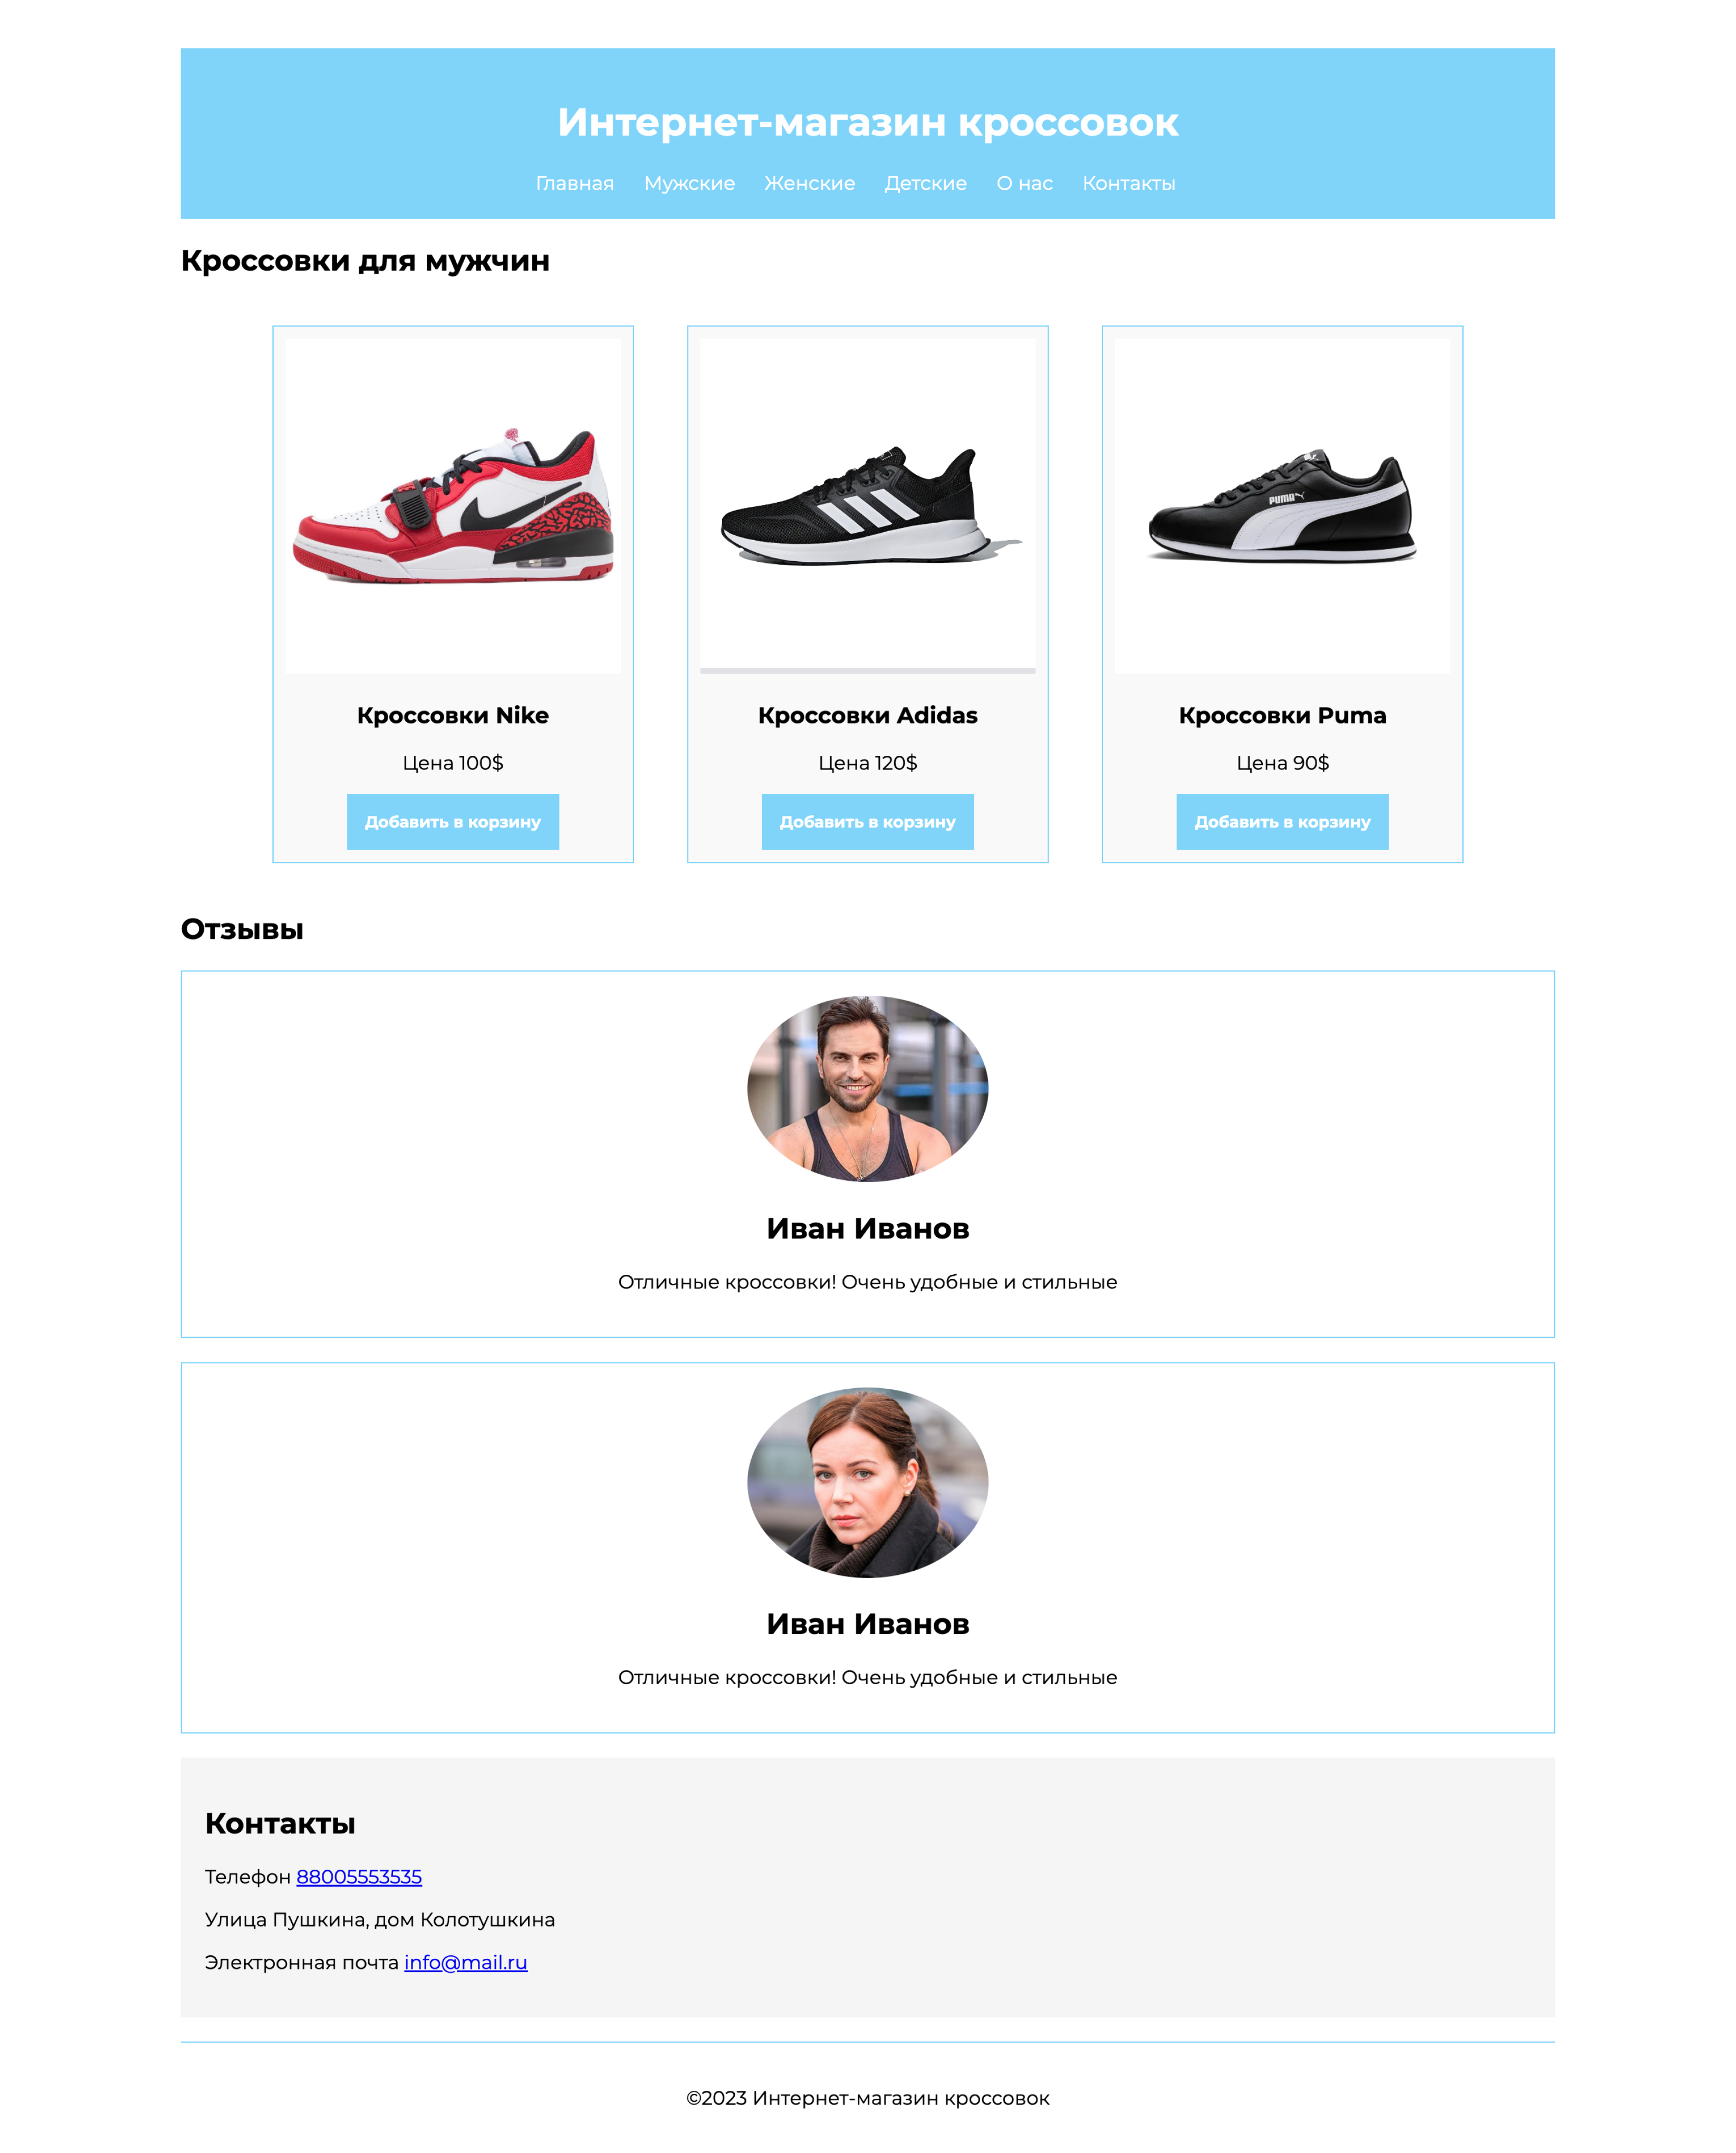 Интернет-магазин кроссовок
Главная Мужские Женские Детские О нас Контакты
Кроссовки для мужчин
PUMA
Кроссовки Nike
Цена 100$
Добавить в корзину
Кроссовки Adidas
Цена 120$
Добавить в корзину
Кроссовки Puma
Цена 90$
Добавить в корзину
Отзывы
Иван Иванов
Отличные кроссовки! Очень удобные и стильные
Иван Иванов
Отличные кроссовки! Очень удобные и стильные
Контакты
Телефон 88005553535
Улица Пушкина, дом Колотушкина
Электронная почта info@mail.ru
©2023 Интернет-магазин кроссовок